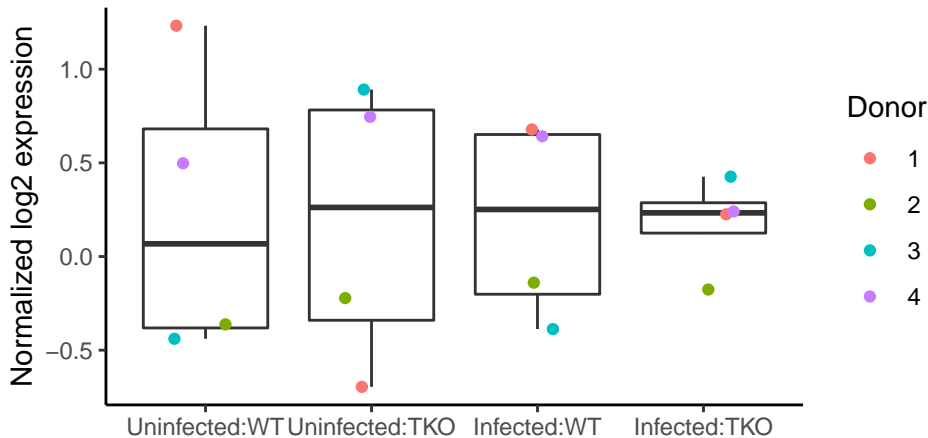 Normalized log2 expression
1.0
0.5
0.0
−0.5
Uninfected:WT
Uninfected:TKO
Infected:WT
Infected:TKO
Donor
1
2
3
4